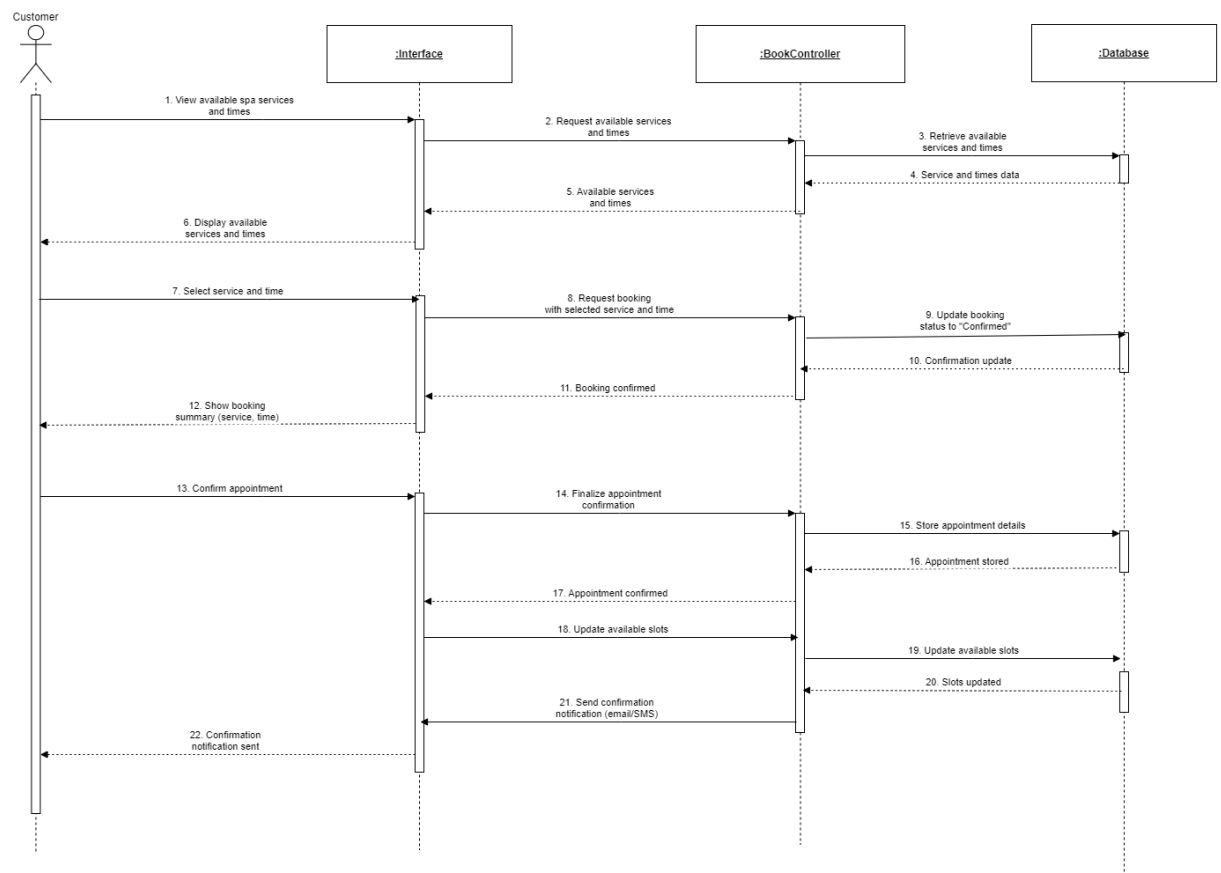 Customer
:Interface
:BookController
:Database
1. View available spa services
and times
2. Request available services
and times
3. Retrieve available
services and times
4. Service and times data
5. Available services
and times
6. Display available
services and times
7. Select service and time
8. Request booking
with selected service and time
9. Update booking
status to "Confirmed"
10. Confirmation update
11. Booking confirmed
12. Show booking
summary (service, time)
13. Confirm appointment
14. Finalize appointment
confirmation
15. Store appointment details
16. Appointment stored
17. Appointment confirmed
18. Update available slots
19. Update available slots
20. Slots updated
21. Send confirmation
notification (email/SMS)
22. Confirmation
notification sent